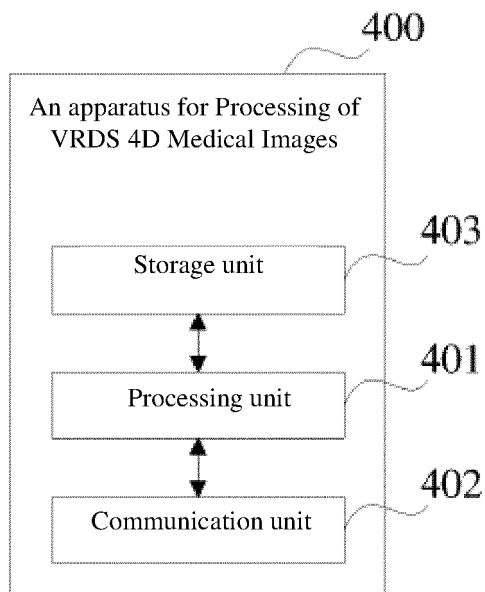 400
An apparatus for Processing of
VRDS 4D Medical Images
403
Storage unit
401
Processing unit
402
Communication unit